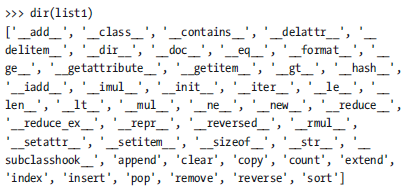 >>> dir(list1)
['__add__', '__class__', '__contains__', '__delattr__', '__
delitem__', '__dir__', '__doc__', '__eq__', '__format__', '__
ge__', '__getattribute__', '__getitem__', '__gt__', '__hash__',
'__iadd__', '__imul__', '__init__', '__iter__', '__le__', '__
len__', '__lt__', '__mul__', '__ne__', '__new__', '__reduce__',
'__reduce_ex__', '__repr__', '__reversed__', '__rmul__',
'__setattr__', '__setitem__', '__sizeof__', '__str__', '__
subclasshook__', 'append', 'clear', 'copy', 'count', 'extend',
'index', 'insert', 'pop', 'remove', 'reverse', 'sort']